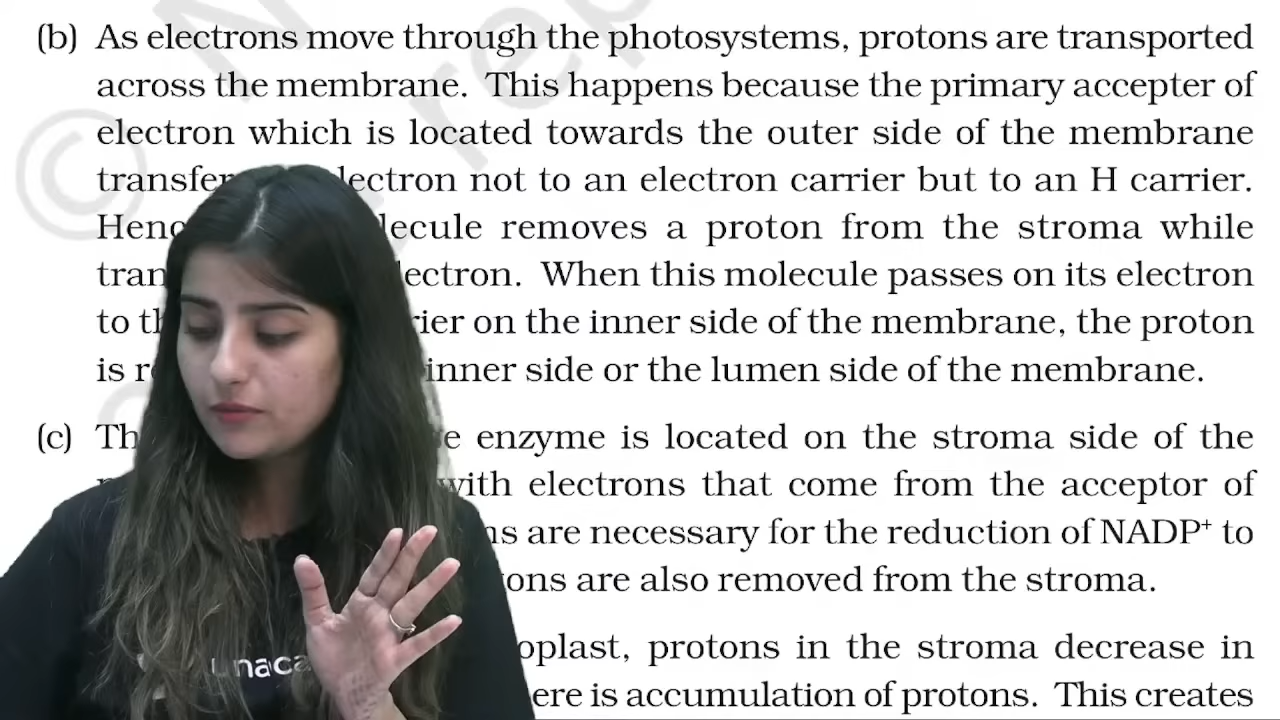 (b) As electrons move through the photosystems, protons are transported
across the membrane. This happens because the primary accepter of
electron which is located towards the outer side of the membrane
transfer lectron not to an electron carrier but to an H carrier.
Henc lecule removes a proton from the stroma while
tran lectron. When this molecule passes on its electron
to th rier on the inner side of the membrane, the proton
is r inner side or the lumen side of the membrane.
(c) Th e enzyme is located on the stroma side of the
with electrons that come from the acceptor of
ns are necessary for the reduction of NADP⁺ to
ons are also removed from the stroma.
oplast, protons in the stroma decrease in
ere is accumulation of protons. This creates
unaca
© N
rep